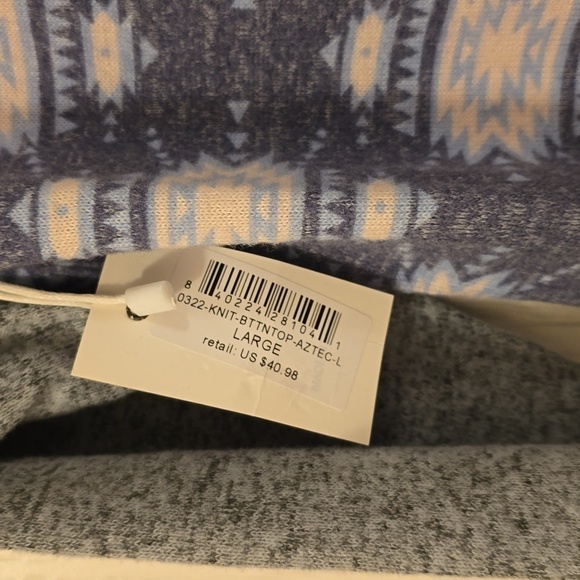 8 40224 28104 1
0322-KNIT-BTTNTOP-AZTEC-L
LARGE
retail: US $40.98